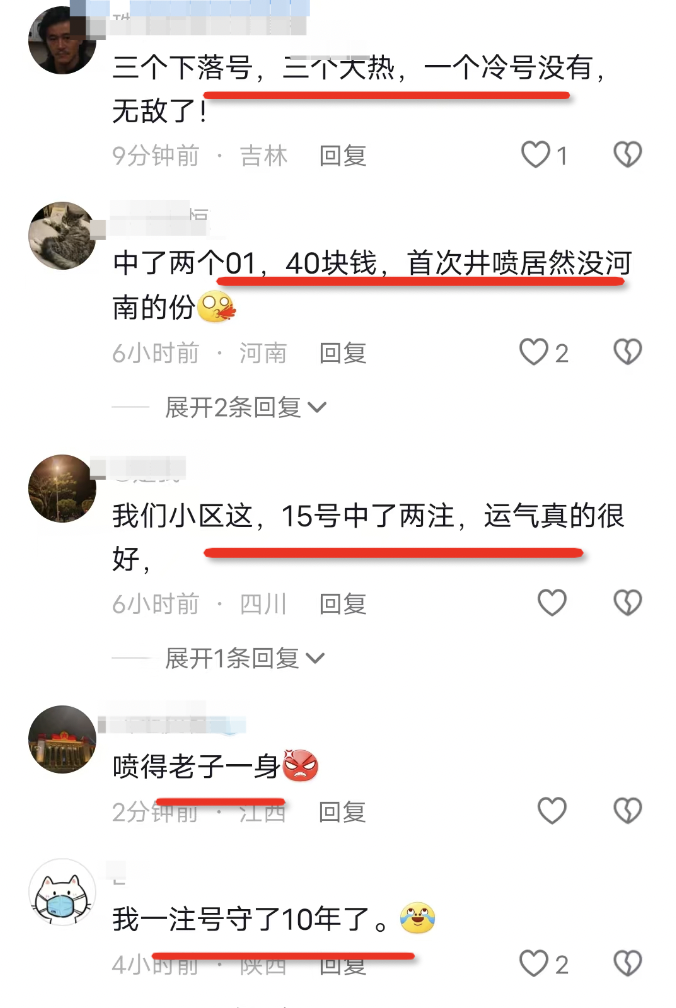 三个下落号，三个大热，一个冷号没有，
无敌了！
9分钟前 · 吉林 回复 1
恒
中了两个01，40块钱，首次井喷居然没河
南的份
6小时前 · 河南 回复 2
展开2条回复
我们小区这，15号中了两注，运气真的很
好，
6小时前 · 四川 回复
展开1条回复
喷得老子一身
2分钟前 · 江西 回复
我一注号守了10年了。
4小时前 · 陕西 回复 2